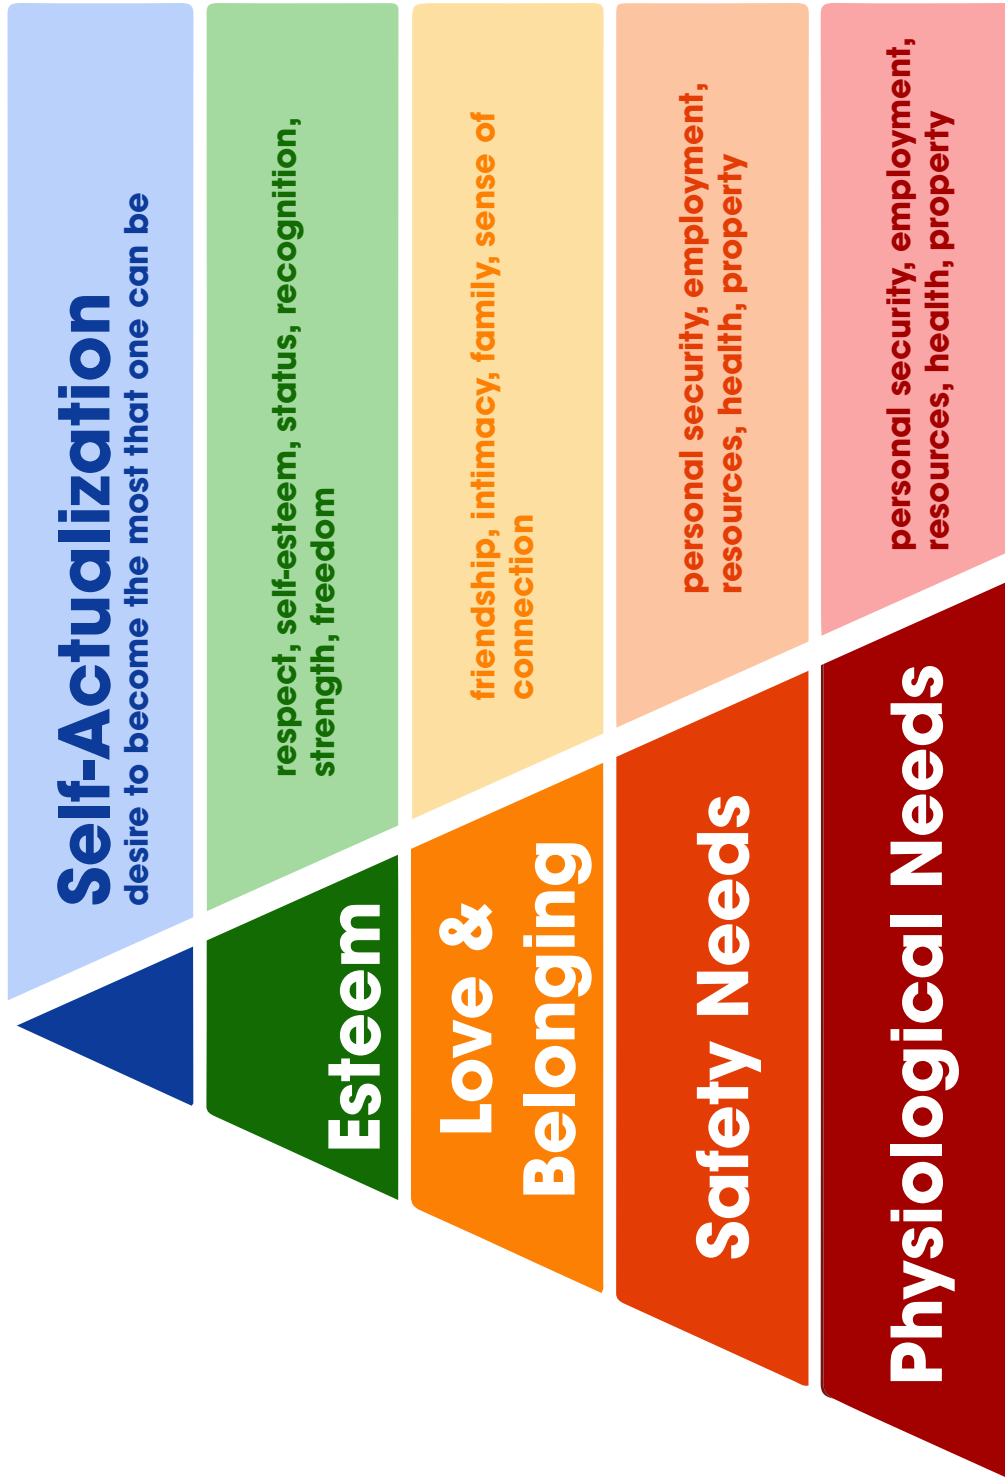 Self-Actualization
desire to become the most that one can be
Esteem
respect, self-esteem, status, recognition,
strength, freedom
Love &
Belonging
friendship, intimacy, family, sense of
connection
Safety Needs
personal security, employment,
resources, health, property
Physiological Needs
personal security, employment,
resources, health, property